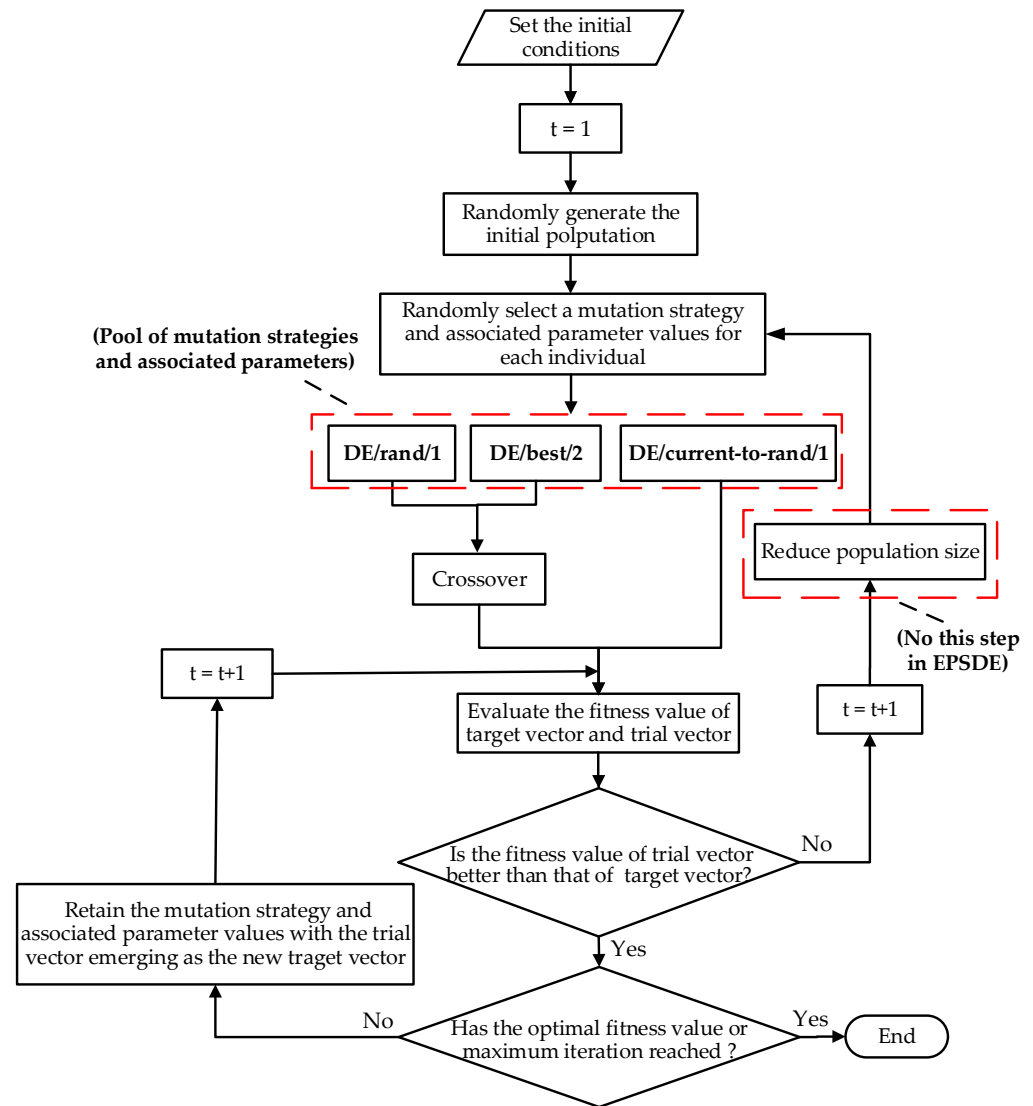 Set the initial
conditions
t = 1
Randomly generate the
initial polputation
Randomly select a mutation strategy
and associated parameter values for
each individual
(Pool of mutation strategies
and associated parameters)
DE/rand/1
DE/best/2
DE/current-to-rand/1
Crossover
Reduce population size
(No this step
in EPSDE)
t = t+1
t = t+1
Evaluate the fitness value of
target vector and trial vector
Is the fitness value of trial vector
better than that of target vector?
No
Yes
Retain the mutation strategy and
associated parameter values with the trial
vector emerging as the new traget vector
No
Has the optimal fitness value or
maximum iteration reached ?
Yes
End